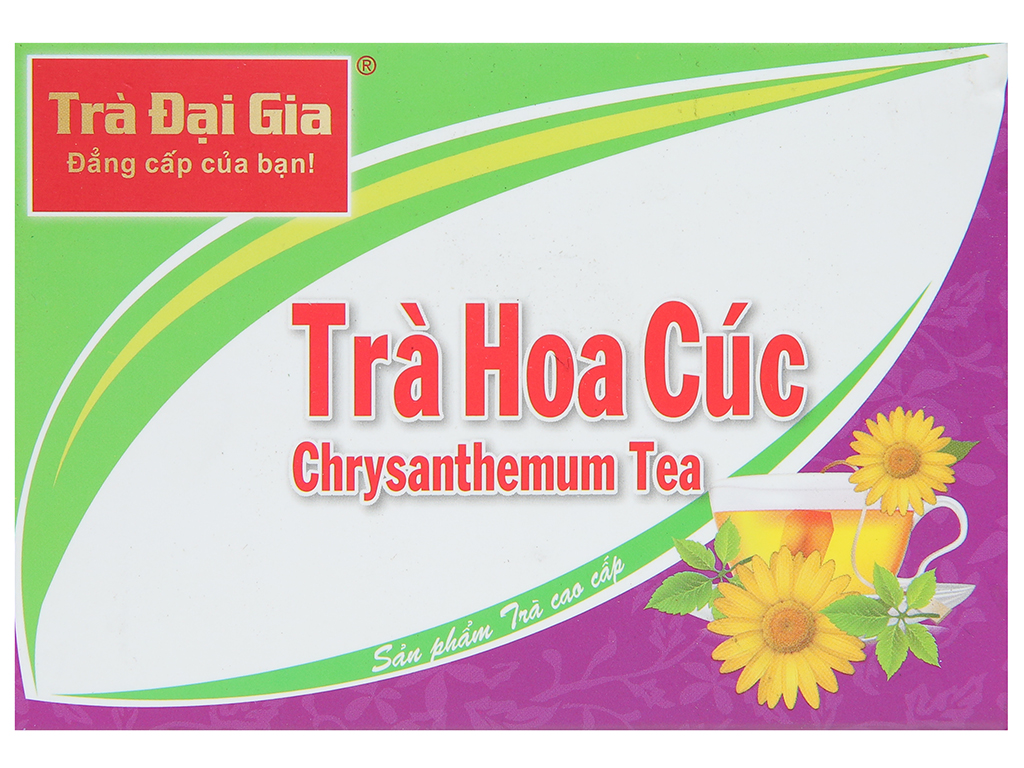 Trà Đại Gia ®
Đẳng cấp của bạn!
Trà Hoa Cúc
Chrysanthemum Tea
Sản phẩm Trà cao cấp